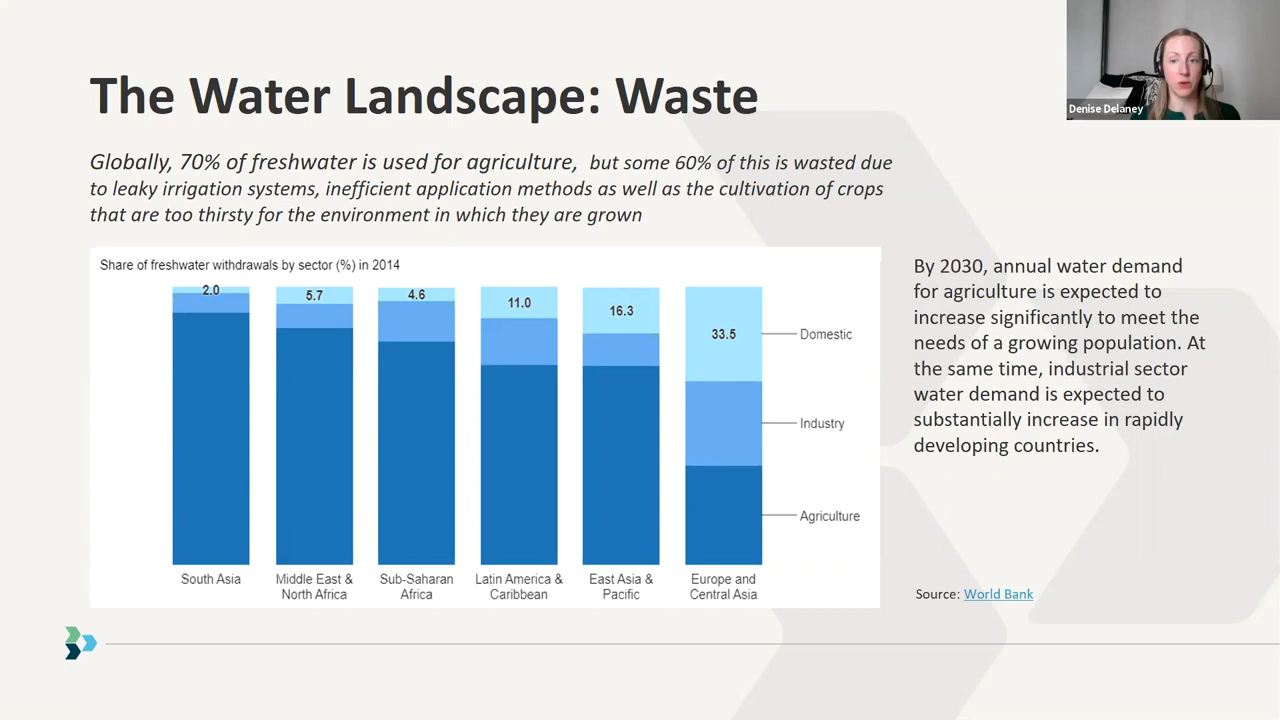 The Water Landscape: Waste
Denise Delaney
Globally, 70% of freshwater is used for agriculture, but some 60% of this is wasted due
to leaky irrigation systems, inefficient application methods as well as the cultivation of crops
that are too thirsty for the environment in which they are grown
Share of freshwater withdrawals by sector (%) in 2014
2.0
5.7
4.6
11.0
16.3
33.5
Domestic
Industry
Agriculture
South Asia
Middle East &
North Africa
Sub-Saharan
Africa
Latin America &
Caribbean
East Asia &
Pacific
Europe and
Central Asia
By 2030, annual water demand
for agriculture is expected to
increase significantly to meet the
needs of a growing population. At
the same time, industrial sector
water demand is expected to
substantially increase in rapidly
developing countries.
Source: World Bank